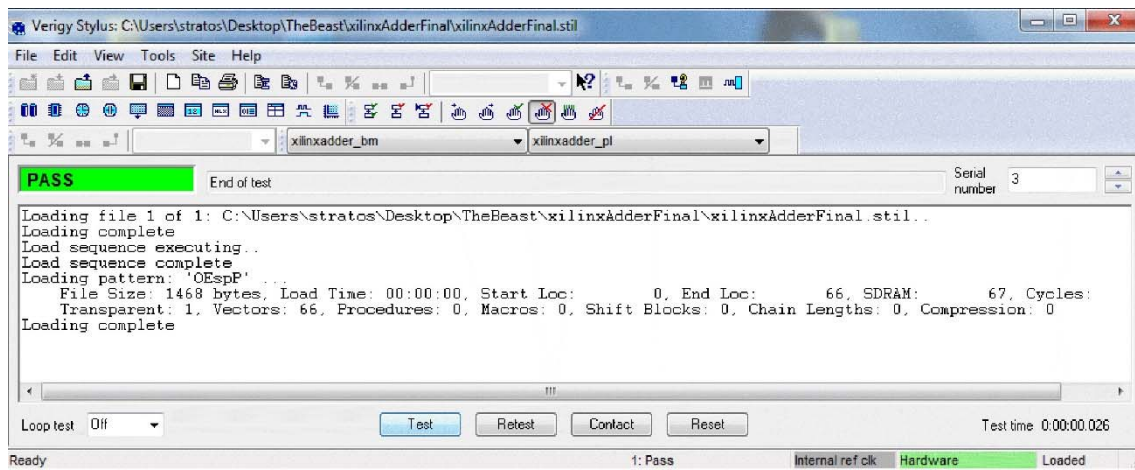 Verigy Stylus: C:\Users\stratos\Desktop\TheBeast\xilinxAdderFinal\xilinxAdderFinal.stil
File Edit View Tools Site Help
xilinxadder_bm xilinxadder_pl
PASS End of test Serial number 3
Loading file 1 of 1: C:\Users\stratos\Desktop\TheBeast\xilinxAdderFinal\xilinxAdderFinal.stil..
Loading complete
Load sequence executing..
Load sequence complete
Loading pattern: 'OEspP' ...
File Size: 1468 bytes, Load Time: 00:00:00, Start Loc: 0, End Loc: 66, SDRAM: 67, Cycles:
Transparent: 1, Vectors: 66, Procedures: 0, Macros: 0, Shift Blocks: 0, Chain Lengths: 0, Compression: 0
Loading complete
Loop test Off Test Retest Contact Reset Test time 0:00:00.026
Ready 1: Pass Internal ref clk Hardware Loaded